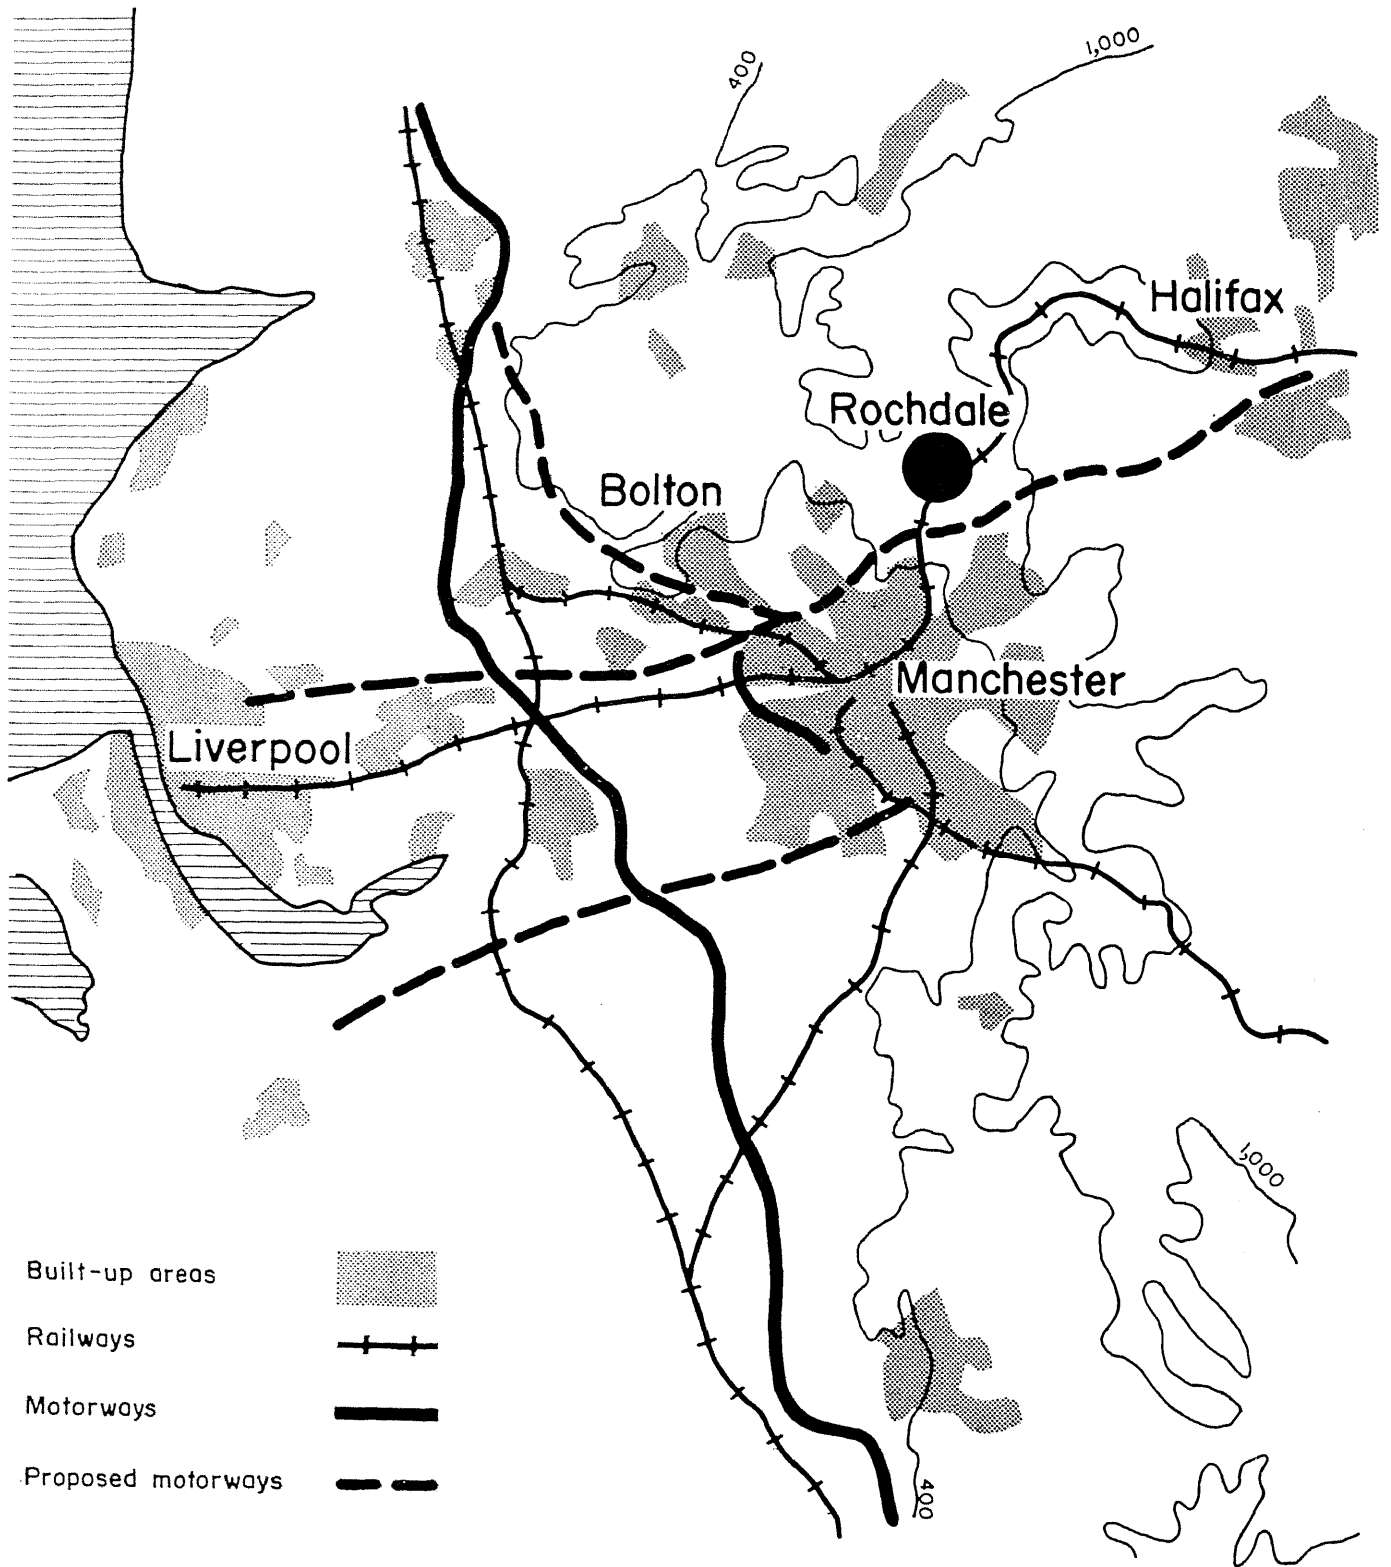 1,000
400
Halifax
Rochdale
Bolton
Manchester
Liverpool
1,000
Built-up areas
Railways
Motorways
Proposed motorways
400